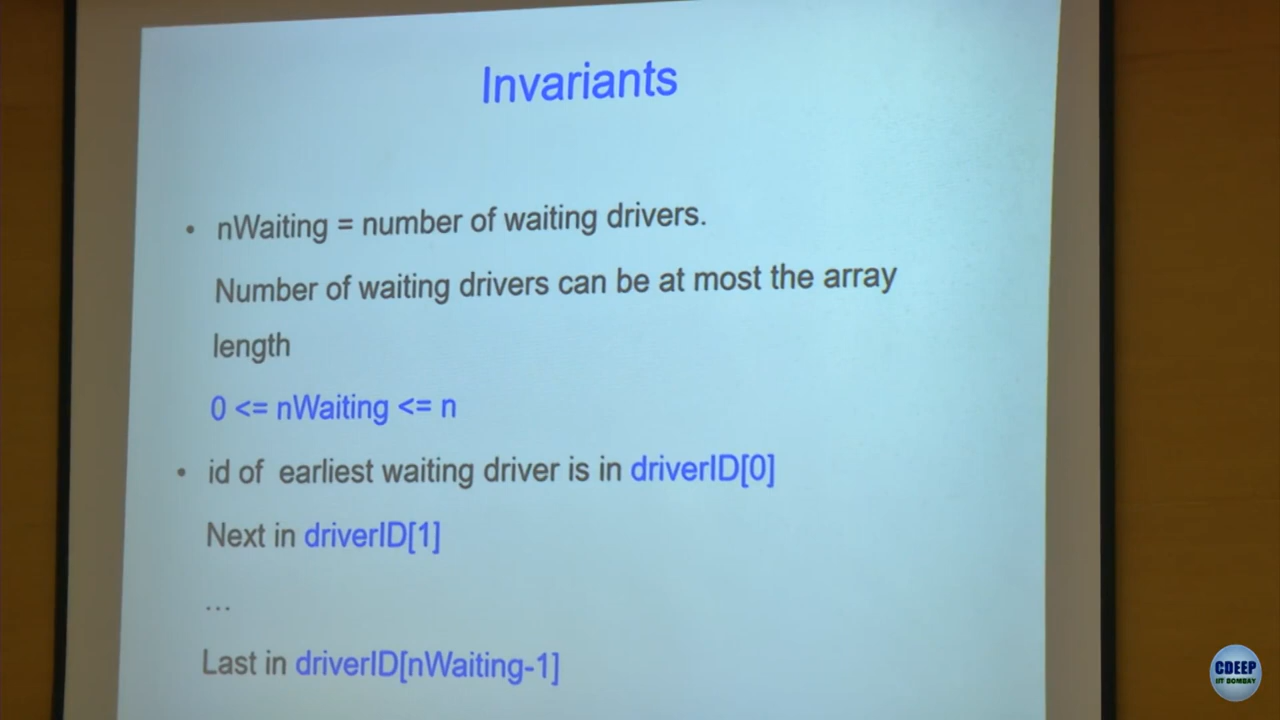 Invariants
• nWaiting = number of waiting drivers.
Number of waiting drivers can be at most the array
length
0 <= nWaiting <= n
• id of earliest waiting driver is in driverID[0]
Next in driverID[1]
...
Last in driverID[nWaiting-1]
CDEEP
IIT BOMBAY